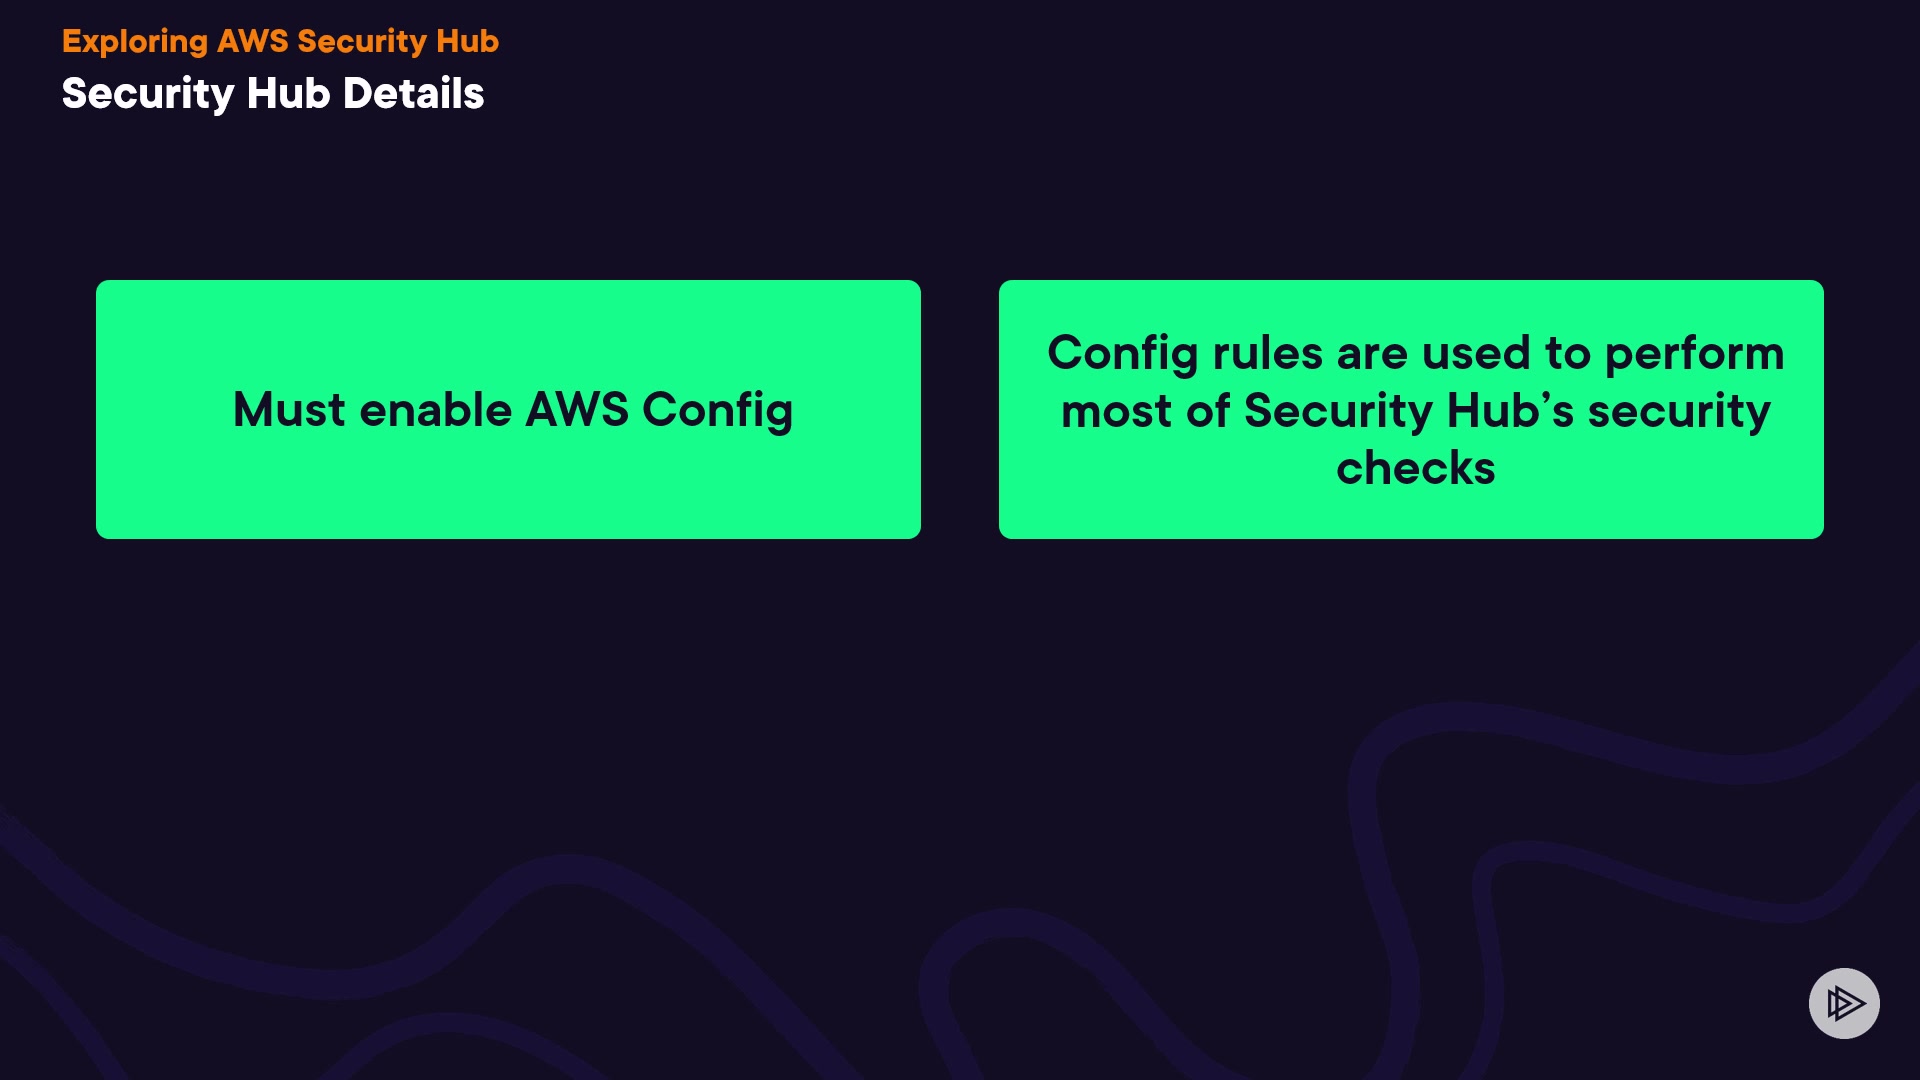 Exploring AWS Security Hub
Security Hub Details
Must enable AWS Config
Config rules are used to perform
most of Security Hub’s security
checks